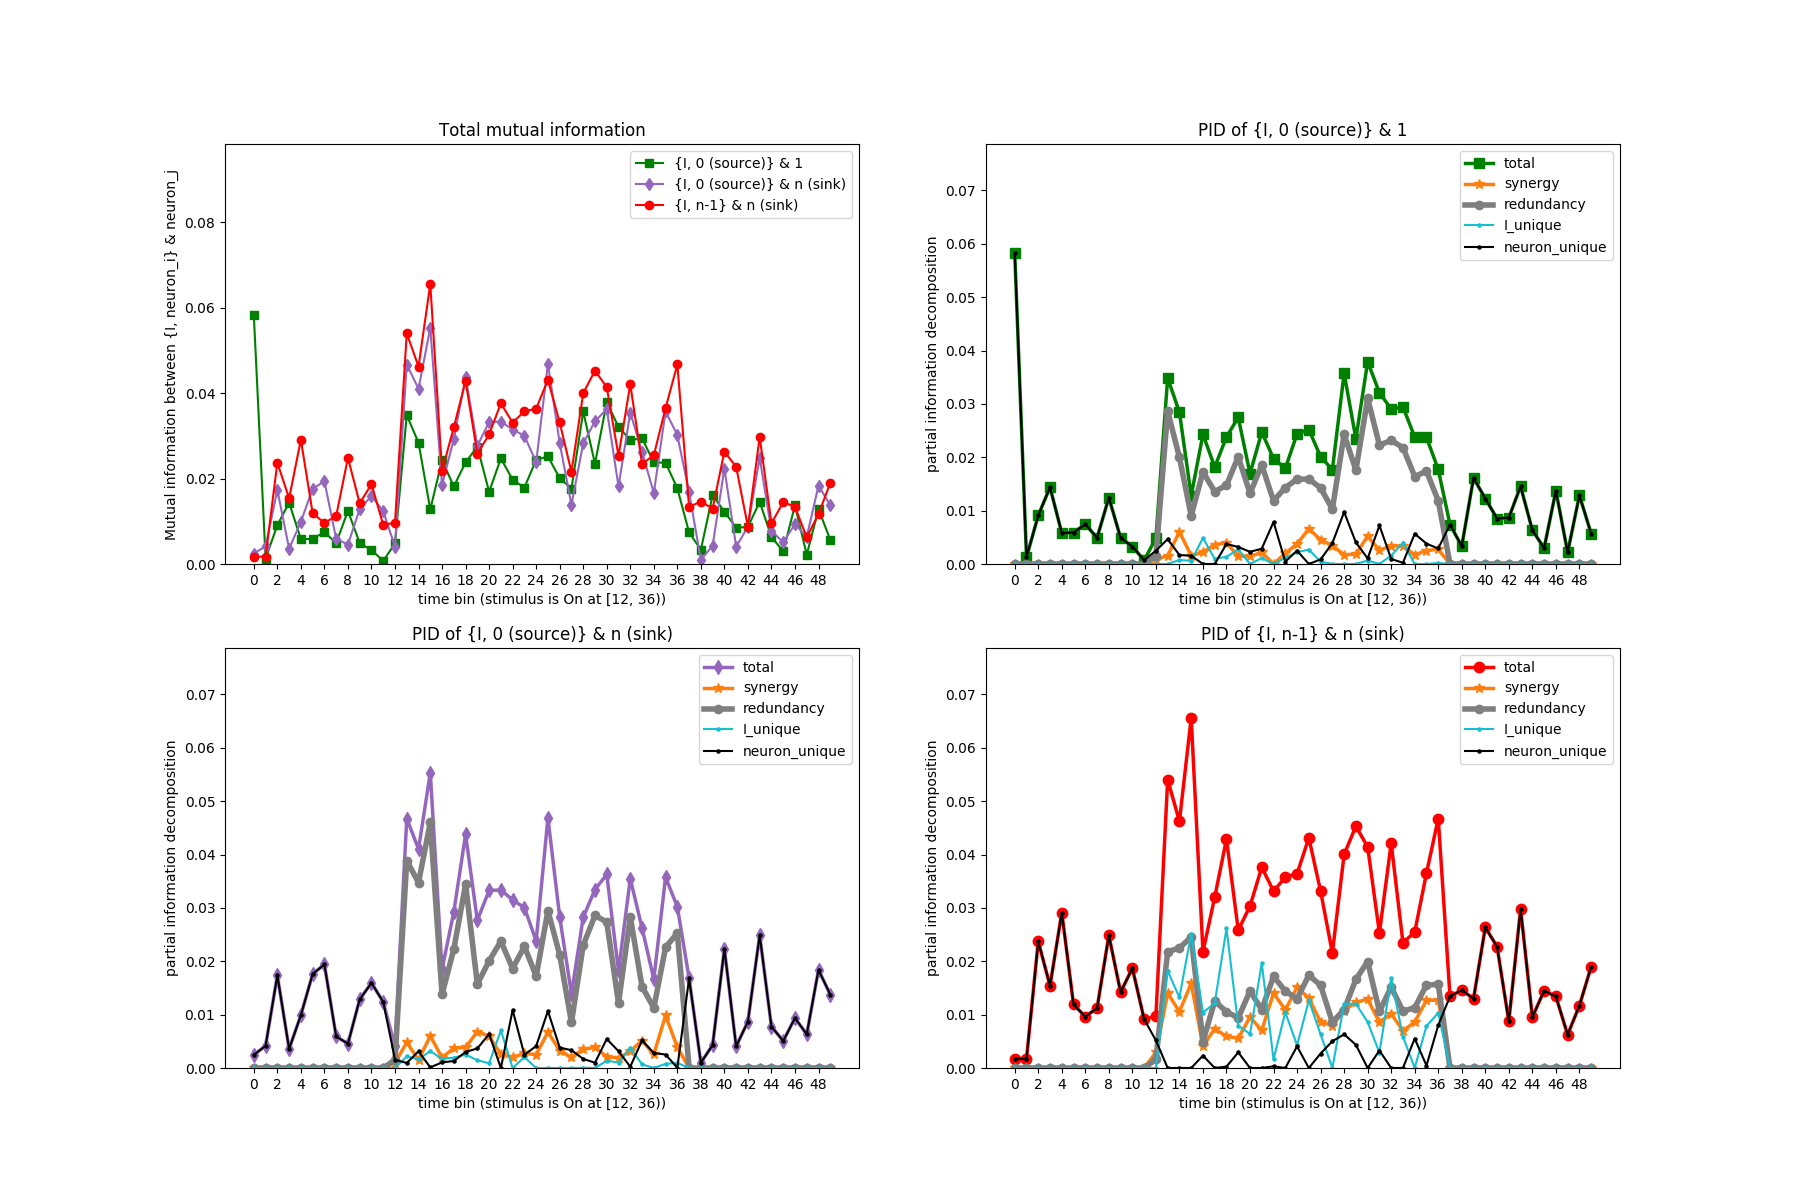 Total mutual information
Mutual information between {I, neuron_i} & neuron_j
0.08
0.06
0.04
0.02
0.00
{I, 0 (source)} & 1
{I, 0 (source)} & n (sink)
{I, n-1} & n (sink)
0 2 4 6 8 10 12 14 16 18 20 22 24 26 28 30 32 34 36 38 40 42 44 46 48
time bin (stimulus is On at [12, 36))
PID of {I, 0 (source)} & 1
partial information decomposition
0.07
0.06
0.05
0.04
0.03
0.02
0.01
0.00
total
synergy
redundancy
I_unique
neuron_unique
0 2 4 6 8 10 12 14 16 18 20 22 24 26 28 30 32 34 36 38 40 42 44 46 48
time bin (stimulus is On at [12, 36))
PID of {I, 0 (source)} & n (sink)
partial information decomposition
0.07
0.06
0.05
0.04
0.03
0.02
0.01
0.00
total
synergy
redundancy
I_unique
neuron_unique
0 2 4 6 8 10 12 14 16 18 20 22 24 26 28 30 32 34 36 38 40 42 44 46 48
time bin (stimulus is On at [12, 36))
PID of {I, n-1} & n (sink)
partial information decomposition
0.07
0.06
0.05
0.04
0.03
0.02
0.01
0.00
total
synergy
redundancy
I_unique
neuron_unique
0 2 4 6 8 10 12 14 16 18 20 22 24 26 28 30 32 34 36 38 40 42 44 46 48
time bin (stimulus is On at [12, 36))